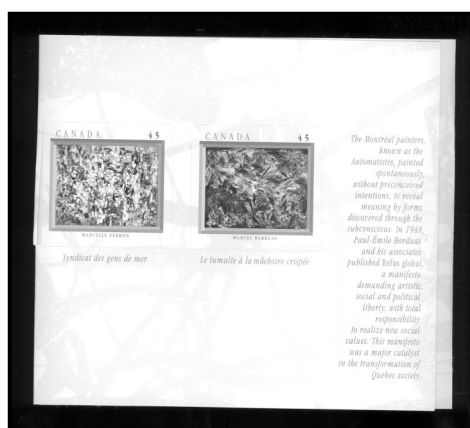 CANADA 45
MARCELLE FERRON
Syndicat des gens de mer
CANADA 45
MARCEL BARBEAU
Le tumulte à la mâchoire crispée
The Montréal painters,
known as the
Automatistes, painted
spontaneously,
without preconceived
intentions, to reveal
meaning by forms
discovered through the
subconscious. In 1948,
Paul-Émile Borduas
and his associates
published Refus global,
a manifesto
demanding artistic,
social and political
liberty, with total
responsibility
to realize new social
values. This manifesto
was a major catalyst
in the transformation of
Quebec society.